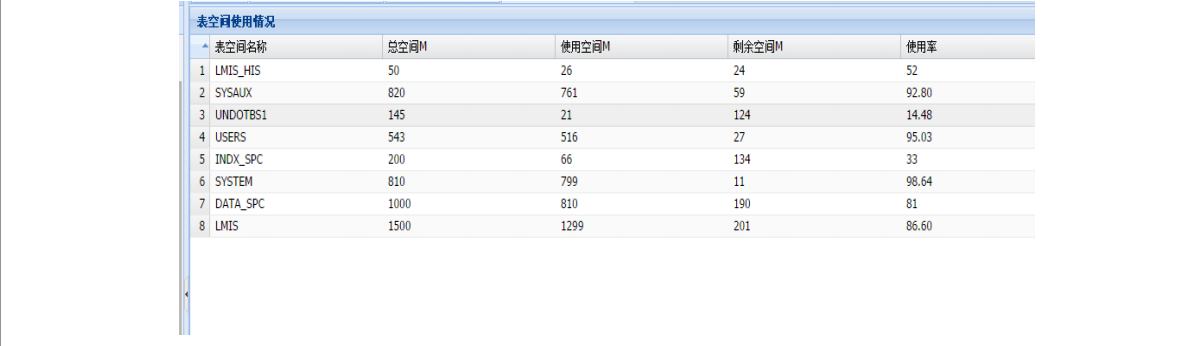 表空间使用情况
表空间名称 总空间M 使用空间M 剩余空间M 使用率
1 LMIS_HIS 50 26 24 52
2 SYSAUX 820 761 59 92.80
3 UNDOTBS1 145 21 124 14.48
4 USERS 543 516 27 95.03
5 INDX_SPC 200 66 134 33
6 SYSTEM 810 799 11 98.64
7 DATA_SPC 1000 810 190 81
8 LMIS 1500 1299 201 86.60